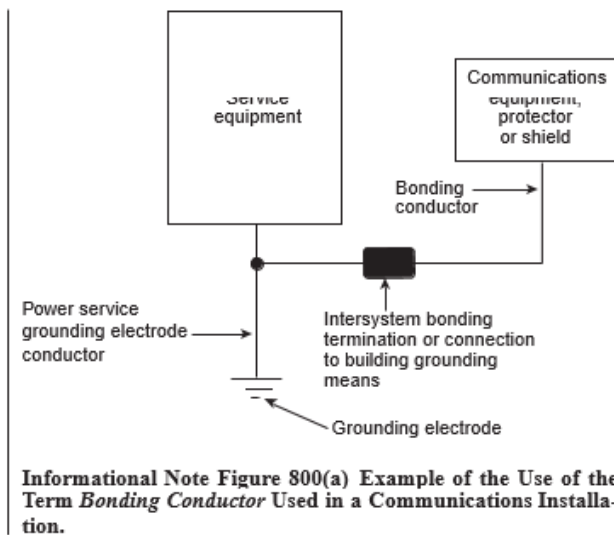 Service
equipment
Communications
equipment,
protector
or shield
Bonding
conductor
Power service
grounding electrode
conductor
Intersystem bonding
termination or connection
to building grounding
means
Grounding electrode
Informational Note Figure 800(a) Example of the Use of the
Term Bonding Conductor Used in a Communications Installa-
tion.